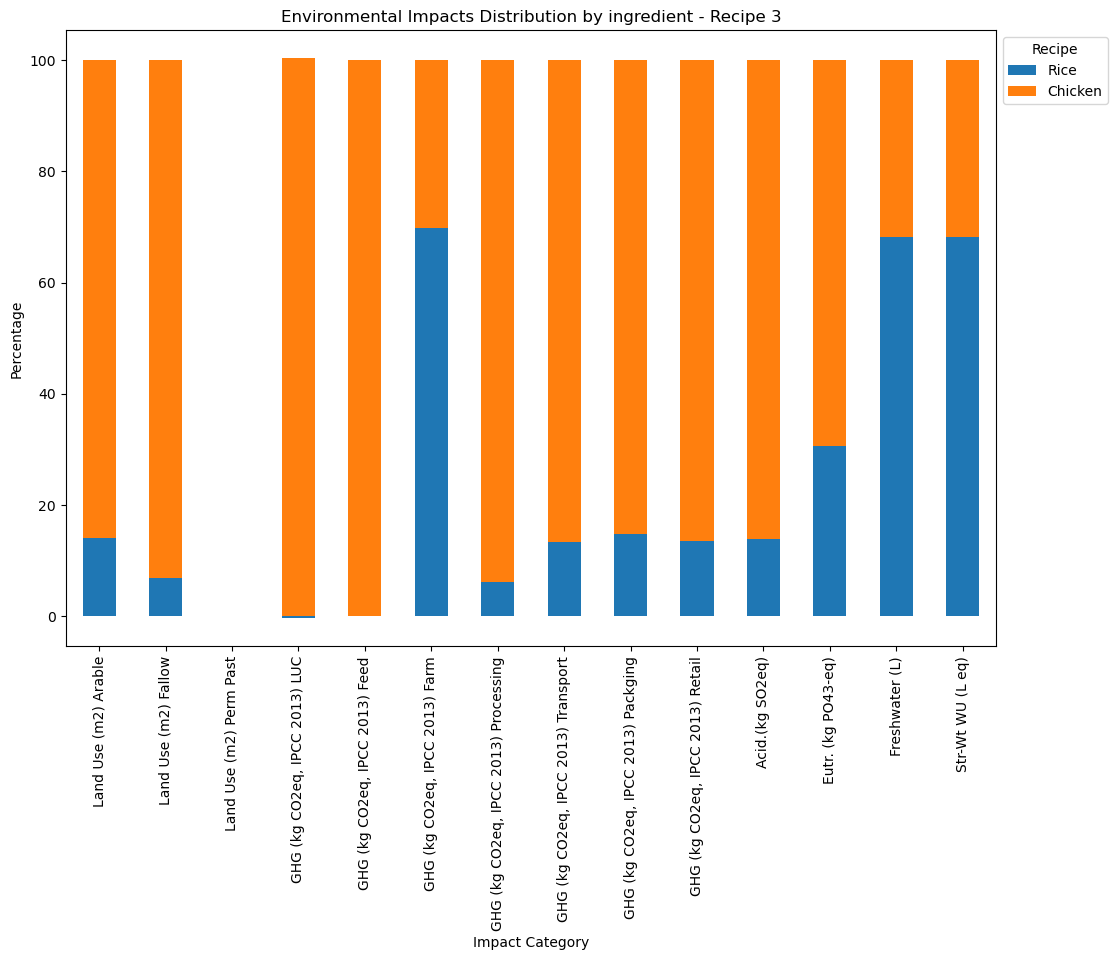 Environmental Impacts Distribution by ingredient - Recipe 3
Recipe
Rice
Chicken
Percentage
100
80
60
40
20
0
Land Use (m2) Arable
Land Use (m2) Fallow
Land Use (m2) Perm Past
GHG (kg CO2eq, IPCC 2013) LUC
GHG (kg CO2eq, IPCC 2013) Feed
GHG (kg CO2eq, IPCC 2013) Farm
GHG (kg CO2eq, IPCC 2013) Processing
GHG (kg CO2eq, IPCC 2013) Transport
GHG (kg CO2eq, IPCC 2013) Packging
GHG (kg CO2eq, IPCC 2013) Retail
Acid.(kg SO2eq)
Eutr. (kg PO43-eq)
Freshwater (L)
Str-Wt WU (L eq)
Impact Category